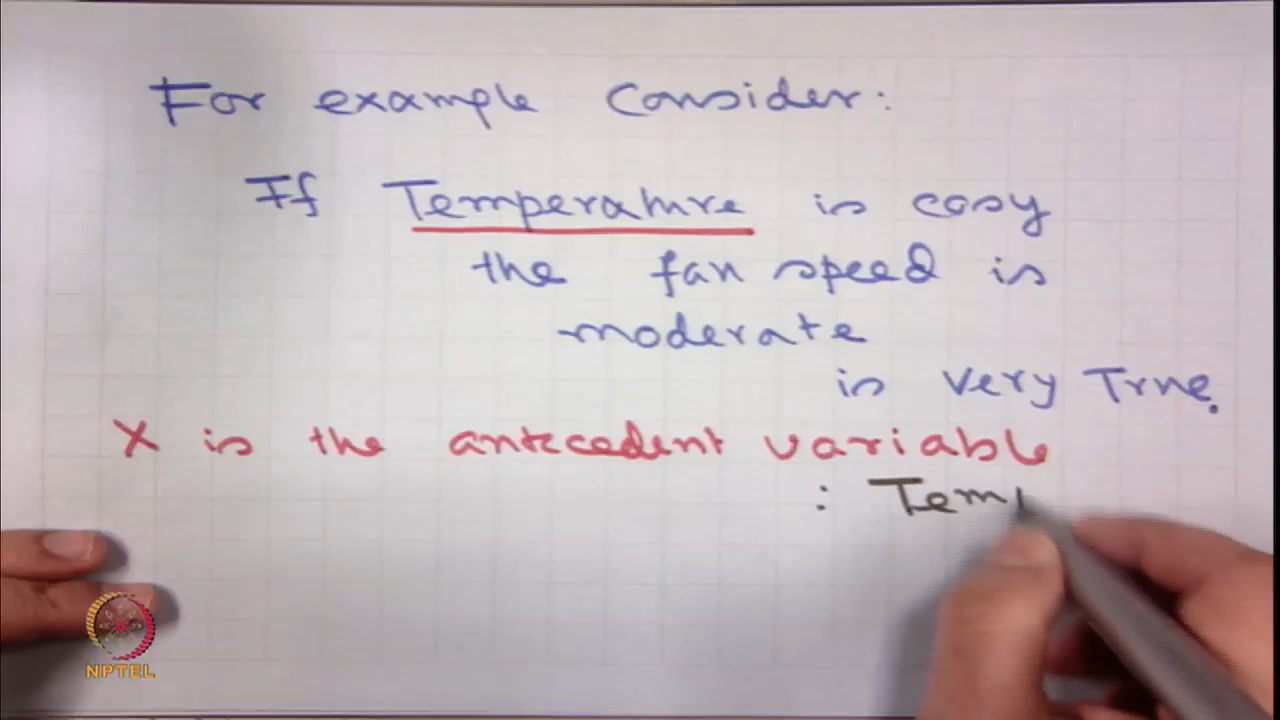 For example Consider:
If Temperature is cosy
the fan speed is
moderate
is very True.
X is the antecedent variable
: Temp
NPTEL